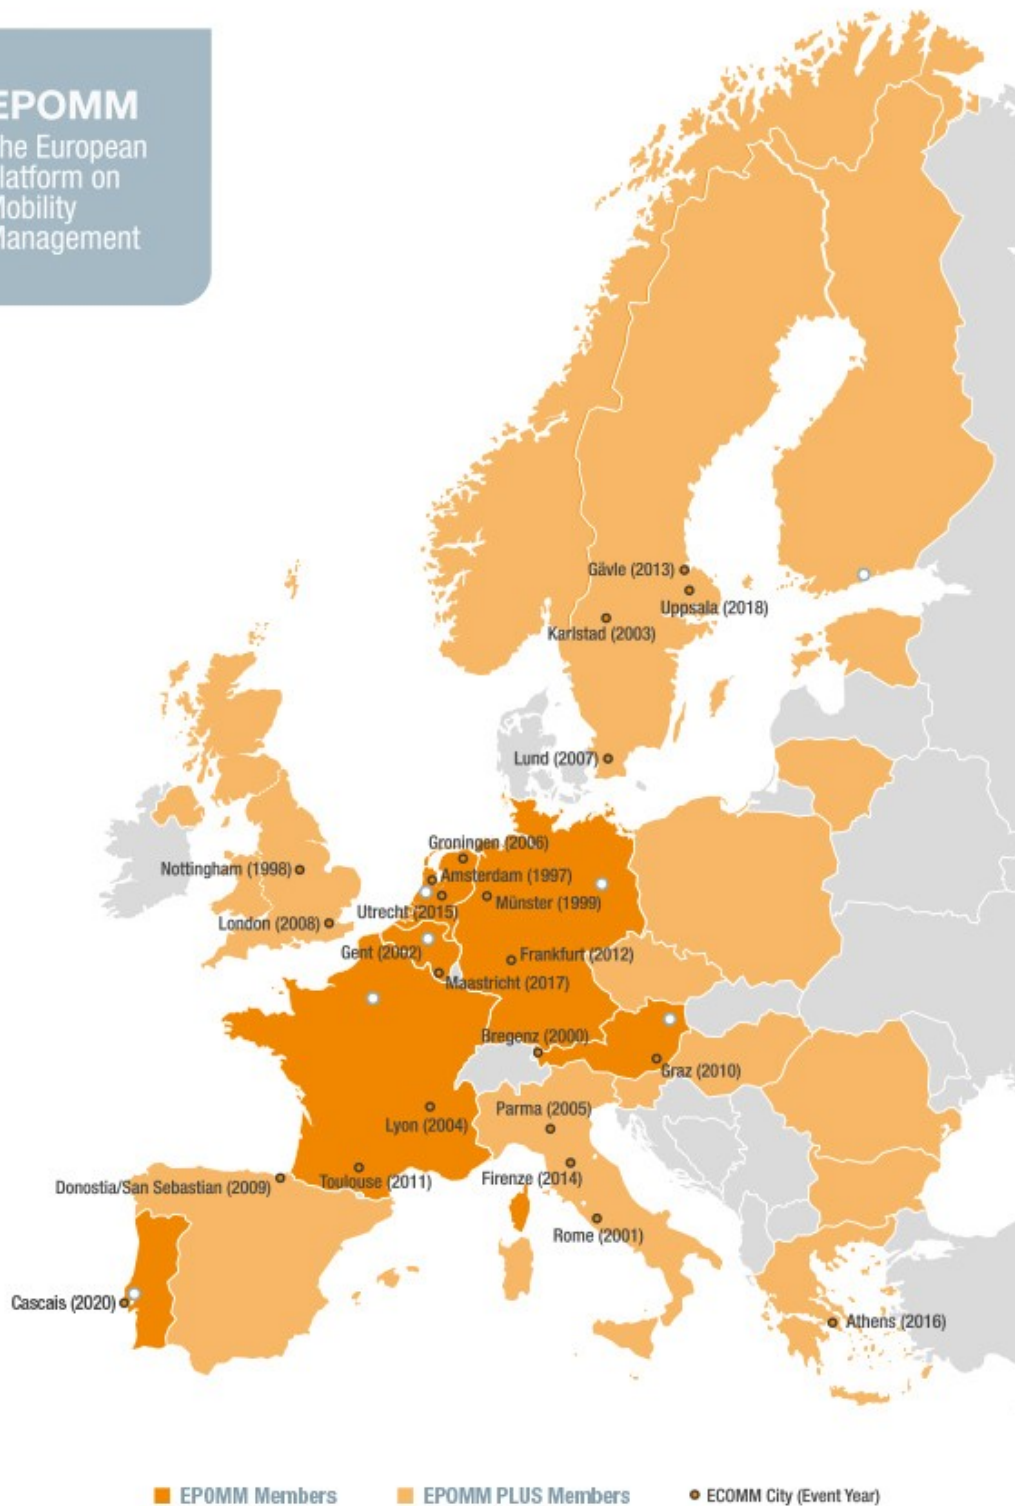 EPOMM
he European
latform on
obility
anagement
Gävle (2013)
Uppsala (2018)
Karlstad (2003)
Lund (2007)
Groningen (2006)
Nottingham (1998)
Amsterdam (1997)
Münster (1999)
Utrecht (2015)
London (2008)
Gent (2002)
Frankfurt (2012)
Maastricht (2017)
Bregenz (2000)
Graz (2010)
Parma (2005)
Lyon (2004)
Donostia/San Sebastian (2009)
Toulouse (2011)
Firenze (2014)
Rome (2001)
Cascais (2020)
Athens (2016)
EPOMM Members
EPOMM PLUS Members
ECOMM City (Event Year)